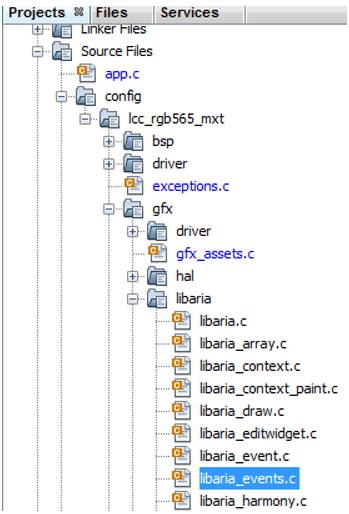 Projects Files Services
Linker Files
Source Files
app.c
config
lcc_rgb565_mxt
bsp
driver
exceptions.c
gfx
driver
gfx_assets.c
hal
libaria
libaria.c
libaria_array.c
libaria_context.c
libaria_context_paint.c
libaria_draw.c
libaria_editwidget.c
libaria_event.c
libaria_events.c
libaria_harmony.c